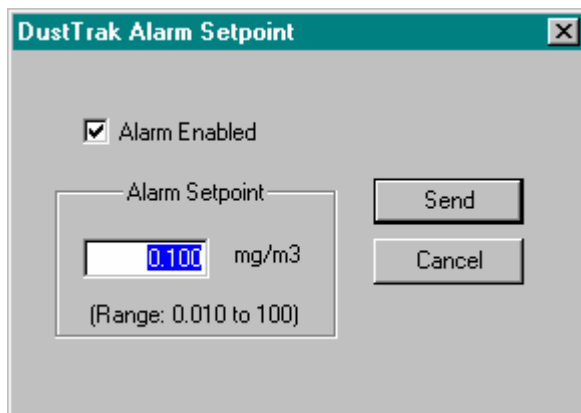 DustTrak Alarm Setpoint
Alarm Enabled
Alarm Setpoint
0.100 mg/m3
(Range: 0.010 to 100)
Send
Cancel